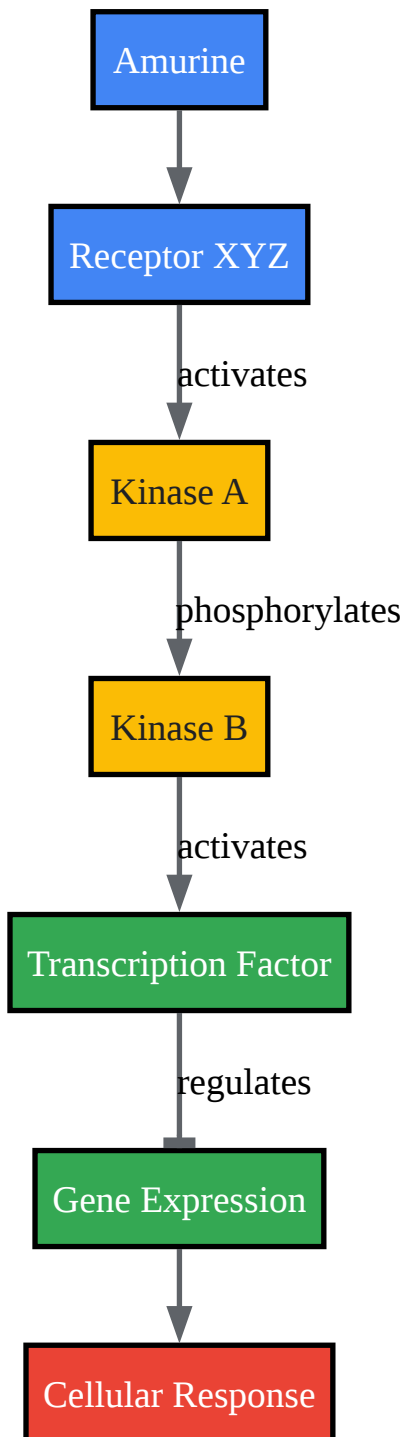 Amurine
Receptor XYZ
activates
Kinase A
phosphorylates
Kinase B
activates
Transcription Factor
regulates
Gene Expression
Cellular Response